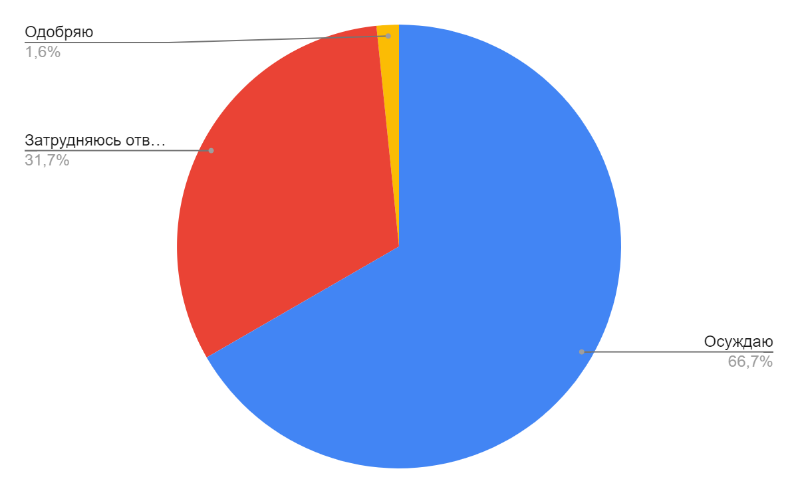 Одобряю
1,6%
Затрудняюсь отв…
31,7%
Осуждаю
66,7%